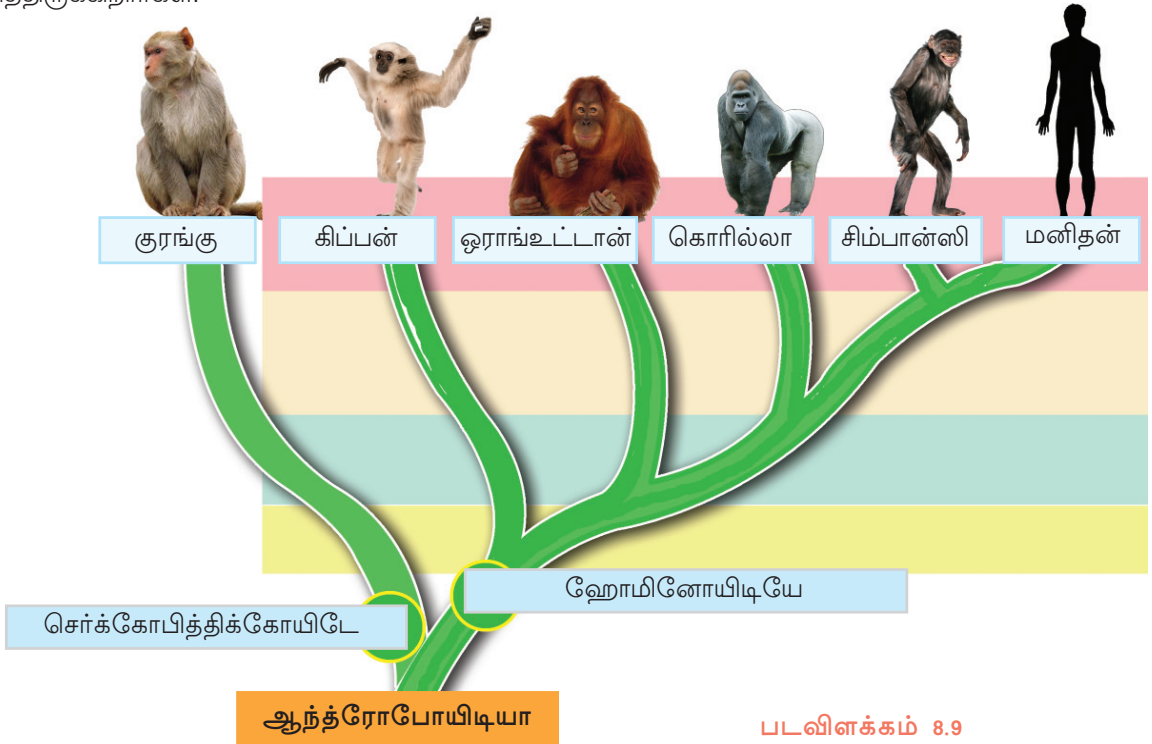 குரங்கு
கிப்பன்
ஒராங்உட்டான்
கொரில்லா
சிம்பான்ஸி
மனிதன்
ஹோமினோயிடியே
செர்க்கோபித்திக்கோயிடே
ஆந்த்ரோபோயிடியா
படவிளக்கம் 8.9